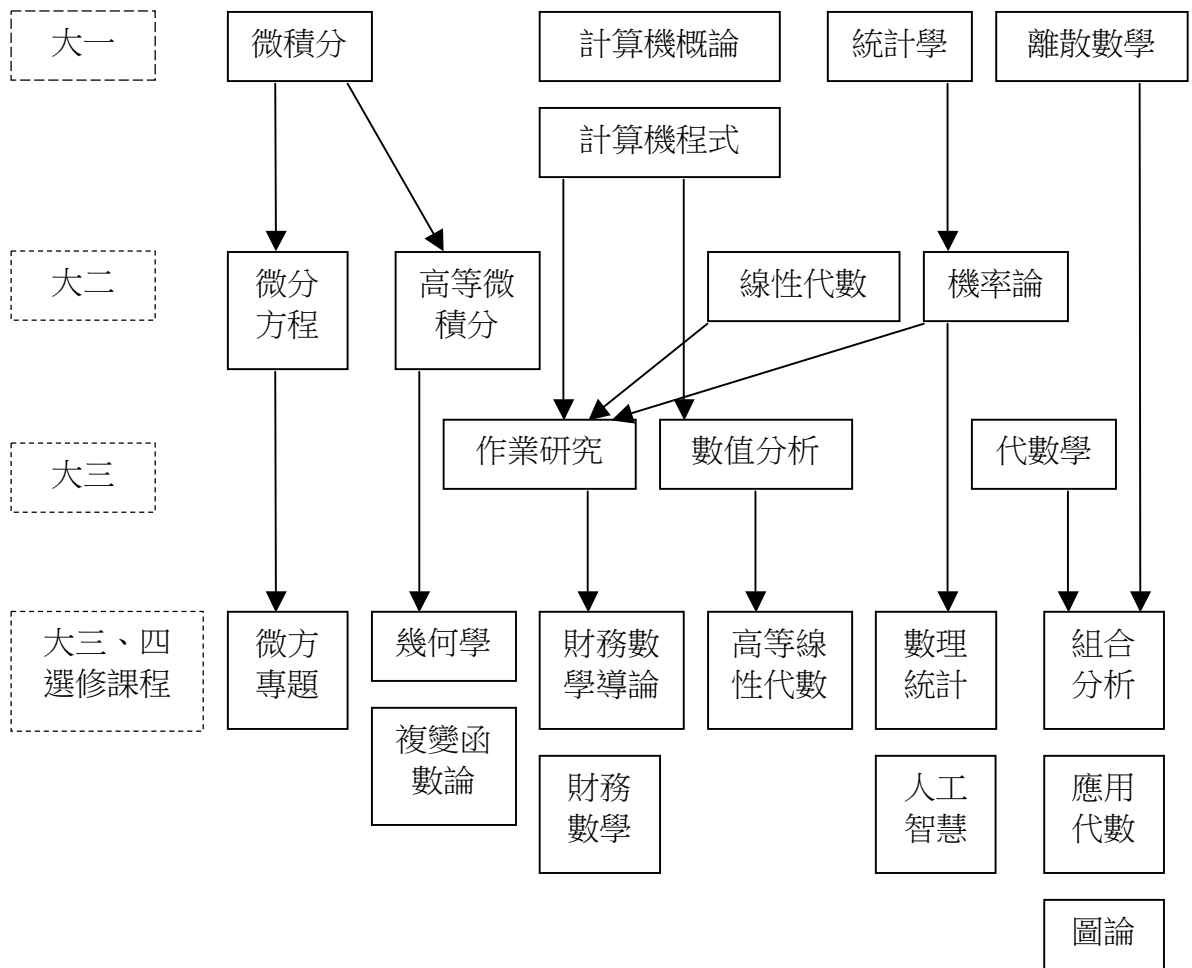 大一
微積分
計算機概論
統計學
離散數學
計算機程式
大二
微分
方程
高等微
積分
線性代數
機率論
大三
作業研究
數值分析
代數學
大三、四
選修課程
微方
專題
幾何學
財務數
學導論
高等線
性代數
數理
統計
組合
分析
複變函
數論
財務
數學
人工
智慧
應用
代數
圖論